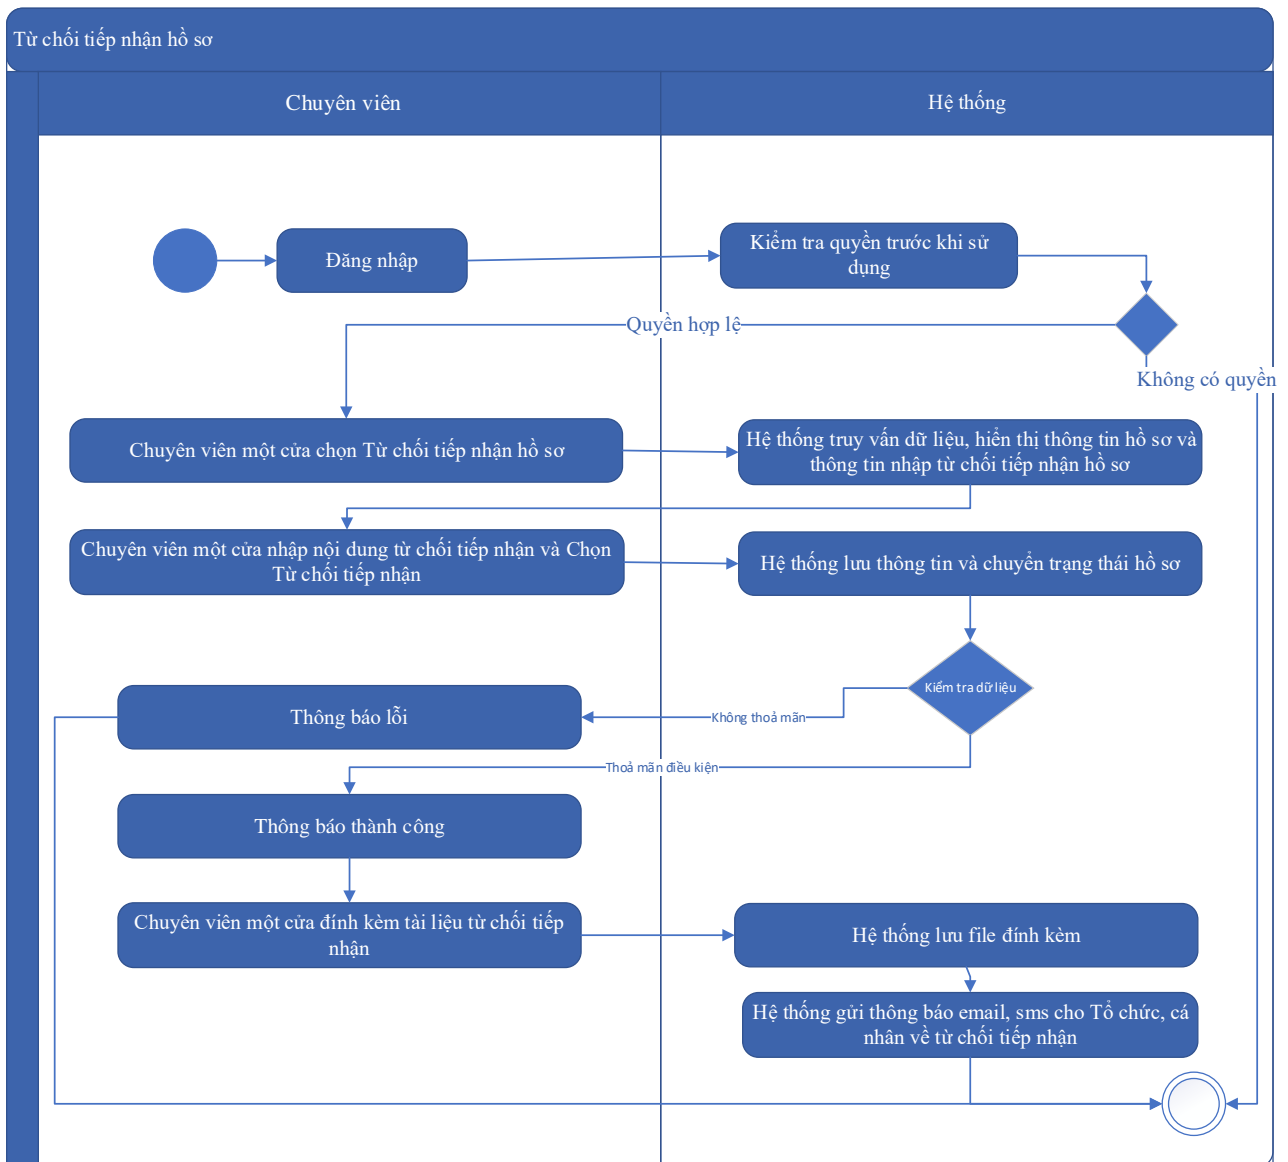 Từ chối tiếp nhận hồ sơ
Chuyên viên
Hệ thống
Đăng nhập
Kiểm tra quyền trước khi sử
dụng
Quyền hợp lệ
Không có quyền
Chuyên viên một cửa chọn Từ chối tiếp nhận hồ sơ
Hệ thống truy vấn dữ liệu, hiển thị thông tin hồ sơ và
thông tin nhập từ chối tiếp nhận hồ sơ
Chuyên viên một cửa nhập nội dung từ chối tiếp nhận và Chọn
Từ chối tiếp nhận
Hệ thống lưu thông tin và chuyển trạng thái hồ sơ
Kiểm tra dữ liệu
Thông báo lỗi
Không thoả mãn
Thoả mãn điều kiện
Thông báo thành công
Chuyên viên một cửa đính kèm tài liệu từ chối tiếp
nhận
Hệ thống lưu file đính kèm
Hệ thống gửi thông báo email, sms cho Tổ chức, cá
nhân về từ chối tiếp nhận